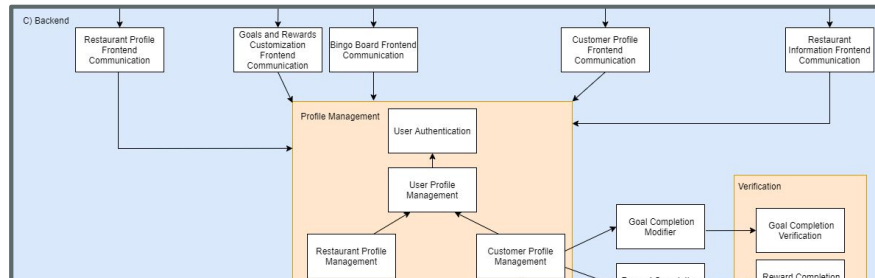 C) Backend
Restaurant Profile
Frontend
Communication
Goals and Rewards
Customization
Frontend
Communication
Bingo Board Frontend
Communication
Customer Profile
Frontend
Communication
Restaurant
Information Frontend
Communication
Profile Management
User Authentication
User Profile
Management
Restaurant Profile
Management
Customer Profile
Management
Goal Completion
Modifier
Verification
Goal Completion
Verification
Reward Completion